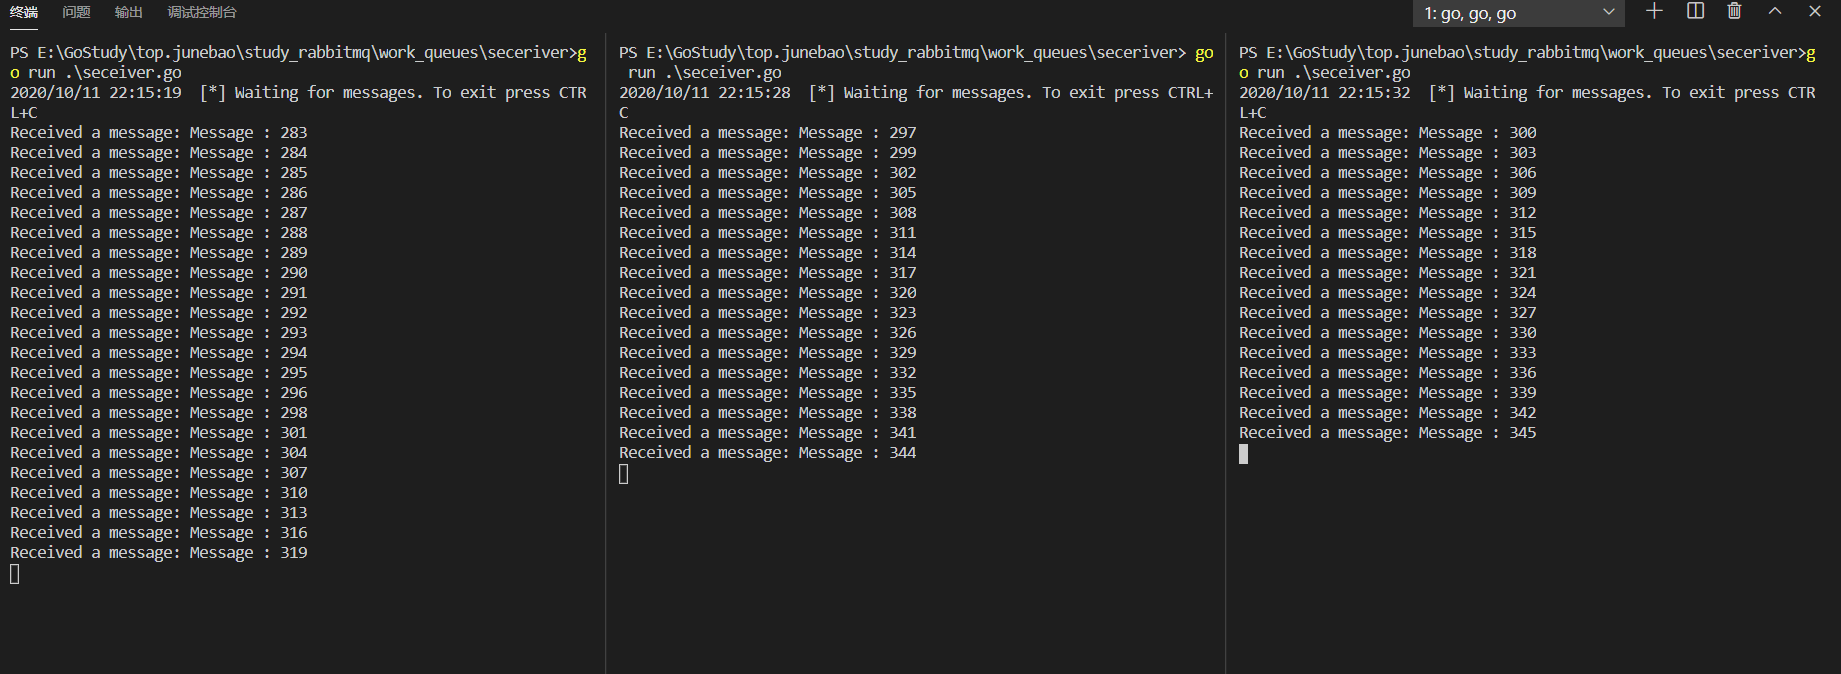 终端 问题 输出 调试控制台 1: go, go, go
PS E:\GoStudy\top.junebao\study_rabbitmq\work_queues\seceriver>g
o run .\seceiver.go
2020/10/11 22:15:19  [*] Waiting for messages. To exit press CTR
L+C
Received a message: Message : 283
Received a message: Message : 284
Received a message: Message : 285
Received a message: Message : 286
Received a message: Message : 287
Received a message: Message : 288
Received a message: Message : 289
Received a message: Message : 290
Received a message: Message : 291
Received a message: Message : 292
Received a message: Message : 293
Received a message: Message : 294
Received a message: Message : 295
Received a message: Message : 296
Received a message: Message : 298
Received a message: Message : 301
Received a message: Message : 304
Received a message: Message : 307
Received a message: Message : 310
Received a message: Message : 313
Received a message: Message : 316
Received a message: Message : 319
PS E:\GoStudy\top.junebao\study_rabbitmq\work_queues\seceriver> go
 run .\seceiver.go
2020/10/11 22:15:28  [*] Waiting for messages. To exit press CTRL+
C
Received a message: Message : 297
Received a message: Message : 299
Received a message: Message : 302
Received a message: Message : 305
Received a message: Message : 308
Received a message: Message : 311
Received a message: Message : 314
Received a message: Message : 317
Received a message: Message : 320
Received a message: Message : 323
Received a message: Message : 326
Received a message: Message : 329
Received a message: Message : 332
Received a message: Message : 335
Received a message: Message : 338
Received a message: Message : 341
Received a message: Message : 344
PS E:\GoStudy\top.junebao\study_rabbitmq\work_queues\seceriver>g
o run .\seceiver.go
2020/10/11 22:15:32  [*] Waiting for messages. To exit press CTR
L+C
Received a message: Message : 300
Received a message: Message : 303
Received a message: Message : 306
Received a message: Message : 309
Received a message: Message : 312
Received a message: Message : 315
Received a message: Message : 318
Received a message: Message : 321
Received a message: Message : 324
Received a message: Message : 327
Received a message: Message : 330
Received a message: Message : 333
Received a message: Message : 336
Received a message: Message : 339
Received a message: Message : 342
Received a message: Message : 345